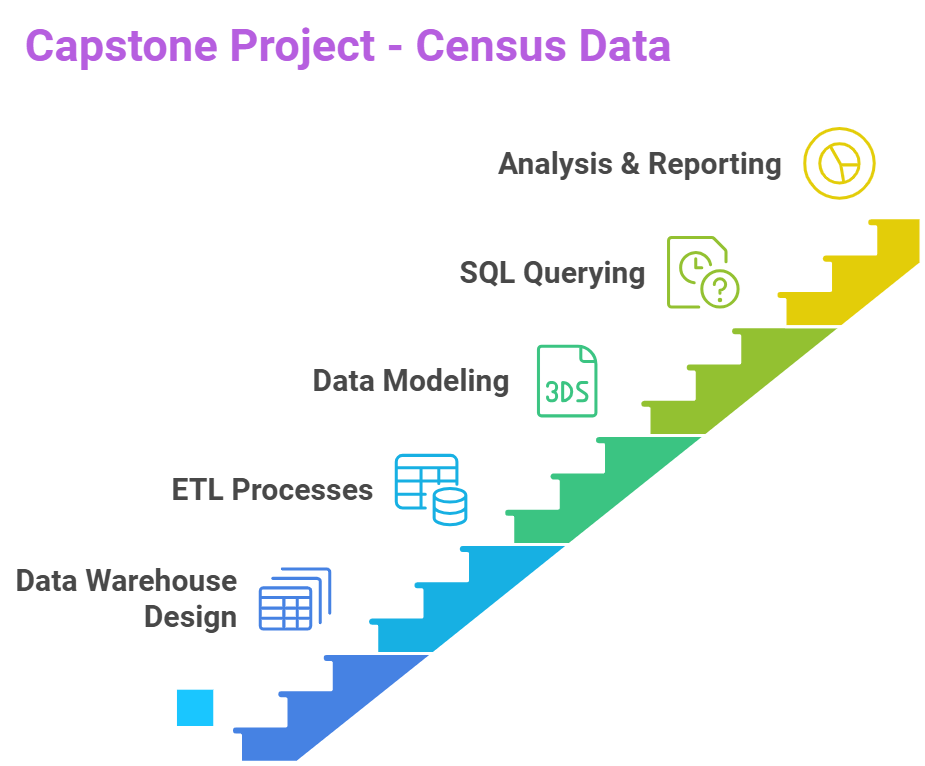 Capstone Project - Census Data
Analysis & Reporting
SQL Querying
?
Data Modeling
3DS
ETL Processes
Data Warehouse
Design